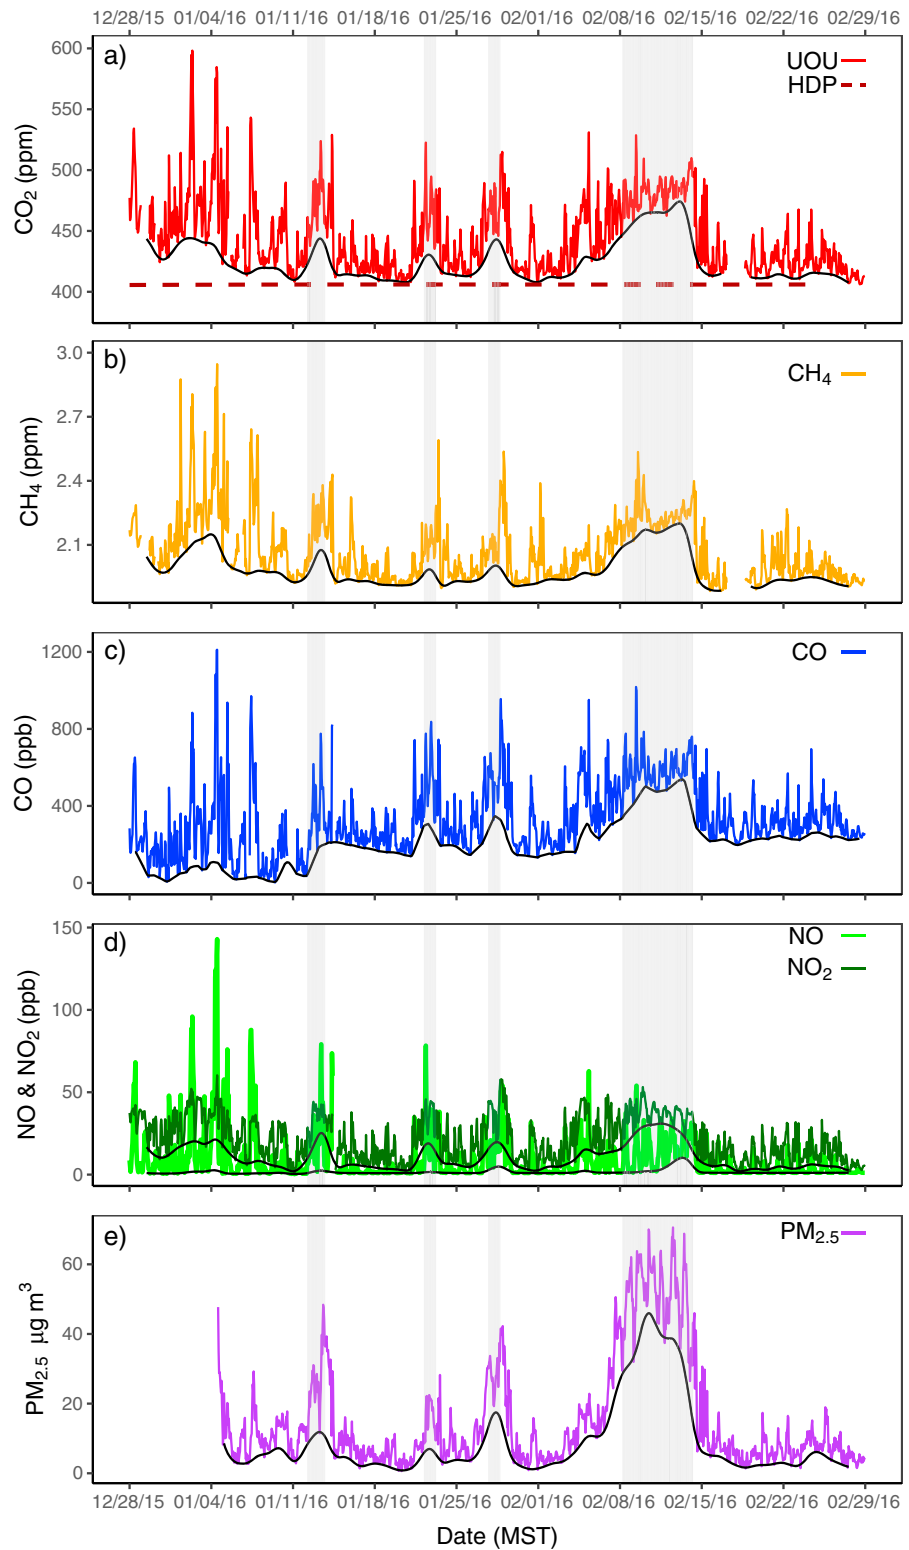 12/28/15 01/04/16 01/11/16 01/18/16 01/25/16 02/01/16 02/08/16 02/15/16 02/22/16 02/29/16
a)
UOU
HDP
600
550
500
450
400
CO₂ (ppm)
b)
CH₄
3.0
2.7
2.4
2.1
CH₄ (ppm)
c)
CO
1200
800
400
0
CO (ppb)
d)
NO
NO₂
150
100
50
0
NO & NO₂ (ppb)
e)
PM₂.₅
60
40
20
0
PM₂.₅ µg m³
12/28/15 01/04/16 01/11/16 01/18/16 01/25/16 02/01/16 02/08/16 02/15/16 02/22/16 02/29/16
Date (MST)